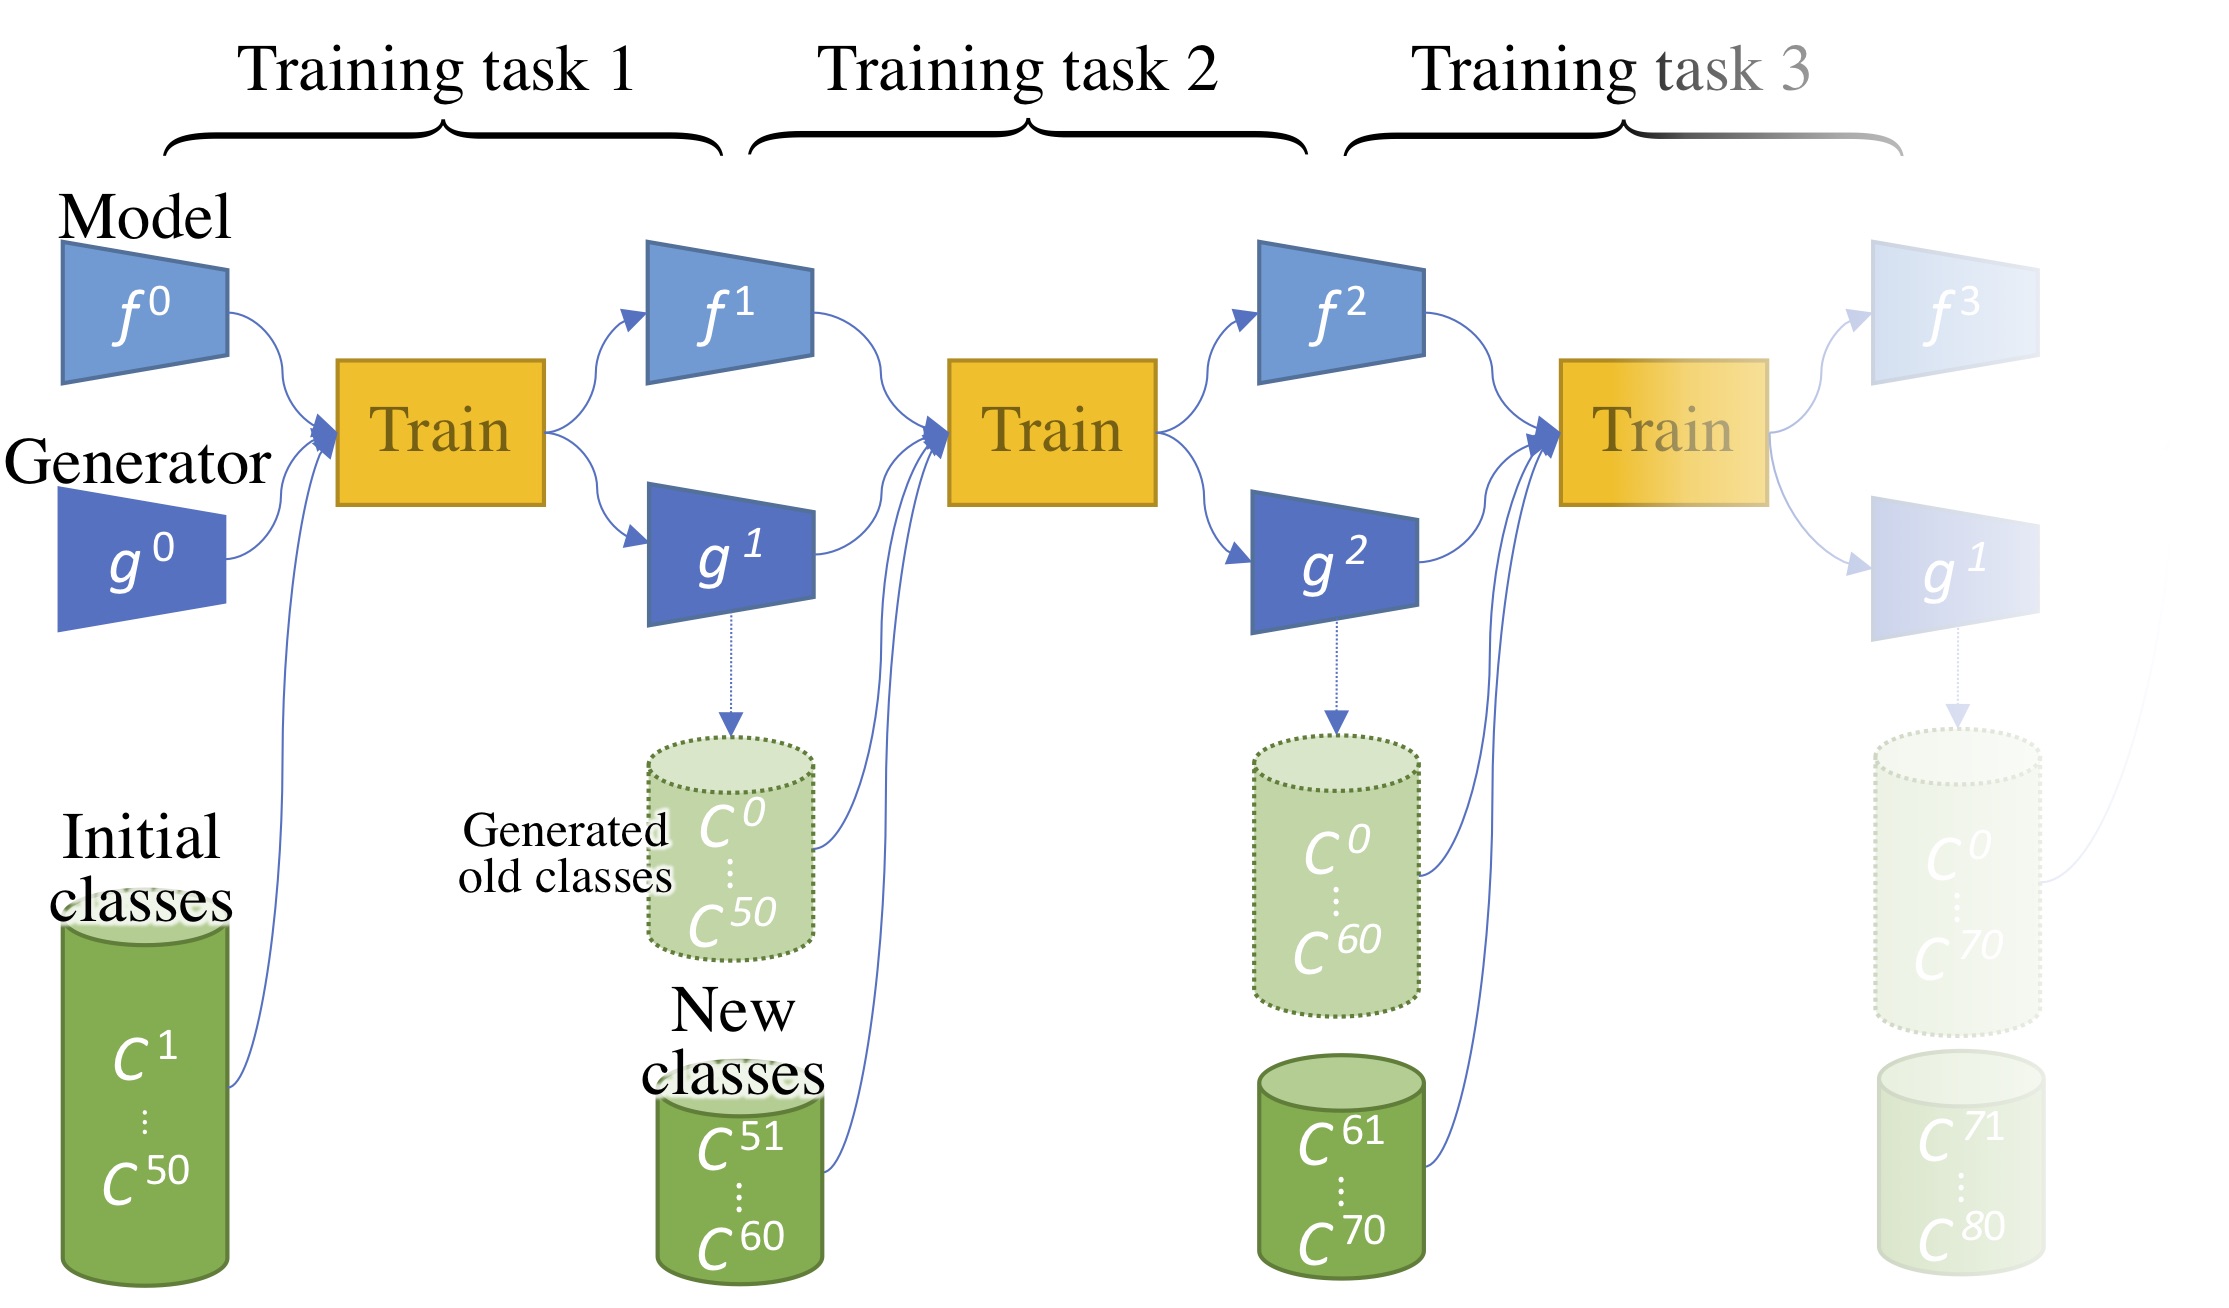 Training task 1
Training task 2
Training task 3
Model
f 0
f 1
f 2
f 3
Train
Train
Train
Generator
g 0
g 1
g 2
g 1
Initial
classes
C 1
⋮
C 50
Generated
old classes
C 0
⋮
C 50
New
classes
C 51
⋮
C 60
C 0
⋮
C 60
C 61
⋮
C 70
C 0
⋮
C 70
C 71
⋮
C 80